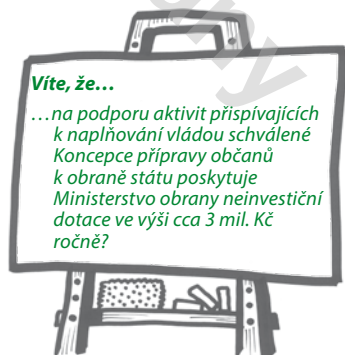 Víte, že…
…na podporu aktivit přispívajících
k naplňování vládou schválené
Koncepce přípravy občanů
k obraně státu poskytuje
Ministerstvo obrany neinvestiční
dotace ve výši cca 3 mil. Kč
ročně?